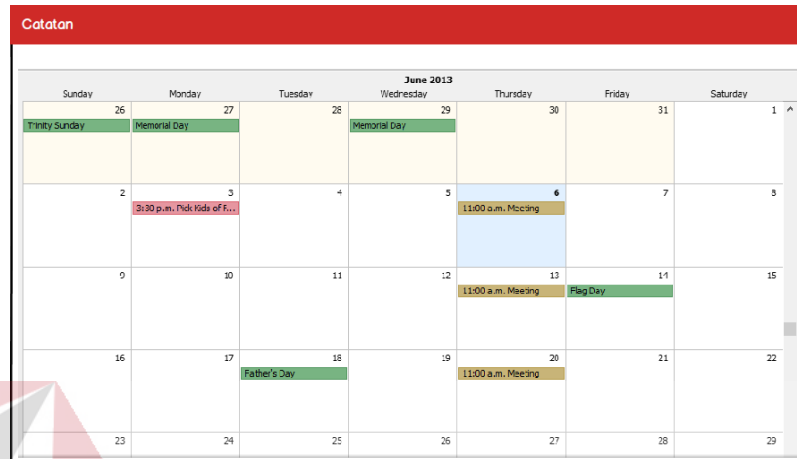 Catatan
June 2013
Sunday Monday Tuesday Wednesday Thursday Friday Saturday
26 27 28 29 30 31 1
Trinity Sunday Memorial Day Memorial Day
2 3 4 5 6 7 8
3:30 p.m. Pick Kids of F... 11:00 a.m. Meeting
9 10 11 12 13 14 15
11:00 a.m. Meeting Flag Day
16 17 18 19 20 21 22
Father's Day 11:00 a.m. Meeting
23 24 25 26 27 28 29